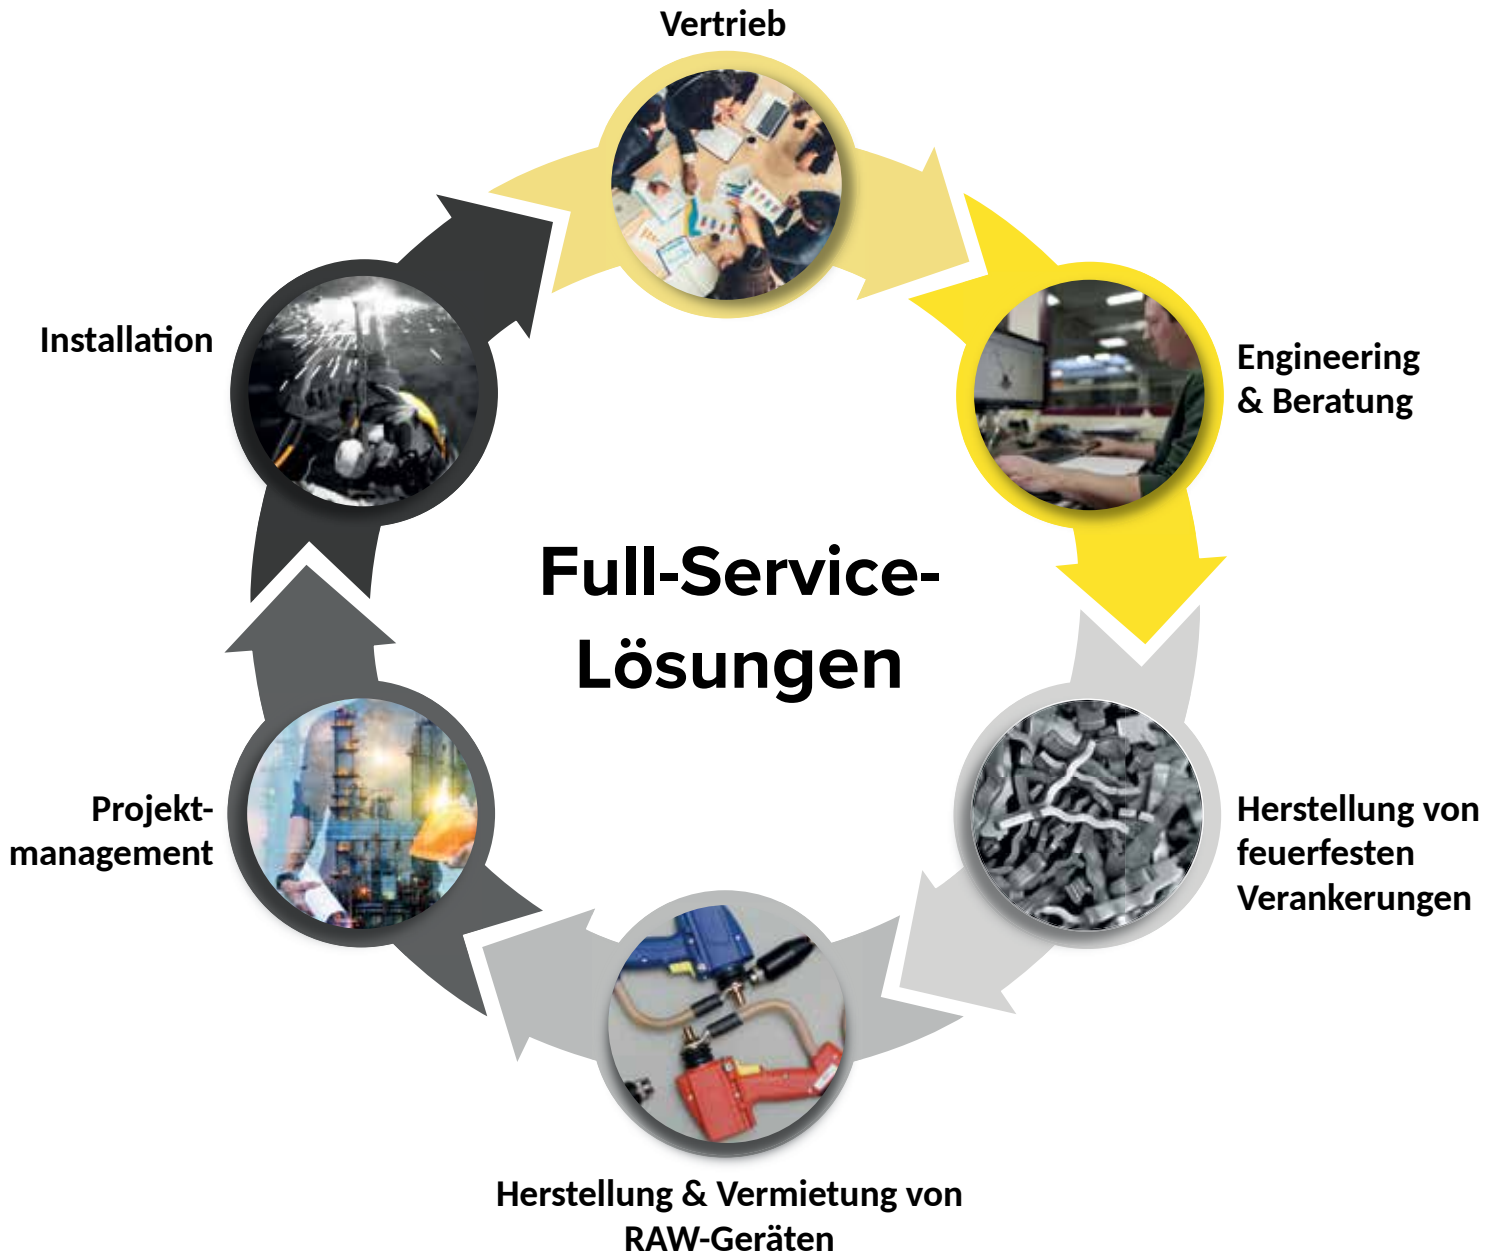 Vertrieb
Engineering
& Beratung
Herstellung von
feuerfesten
Verankerungen
Herstellung & Vermietung von
RAW-Geräten
Projekt-
management
Installation
Full-Service-
Lösungen